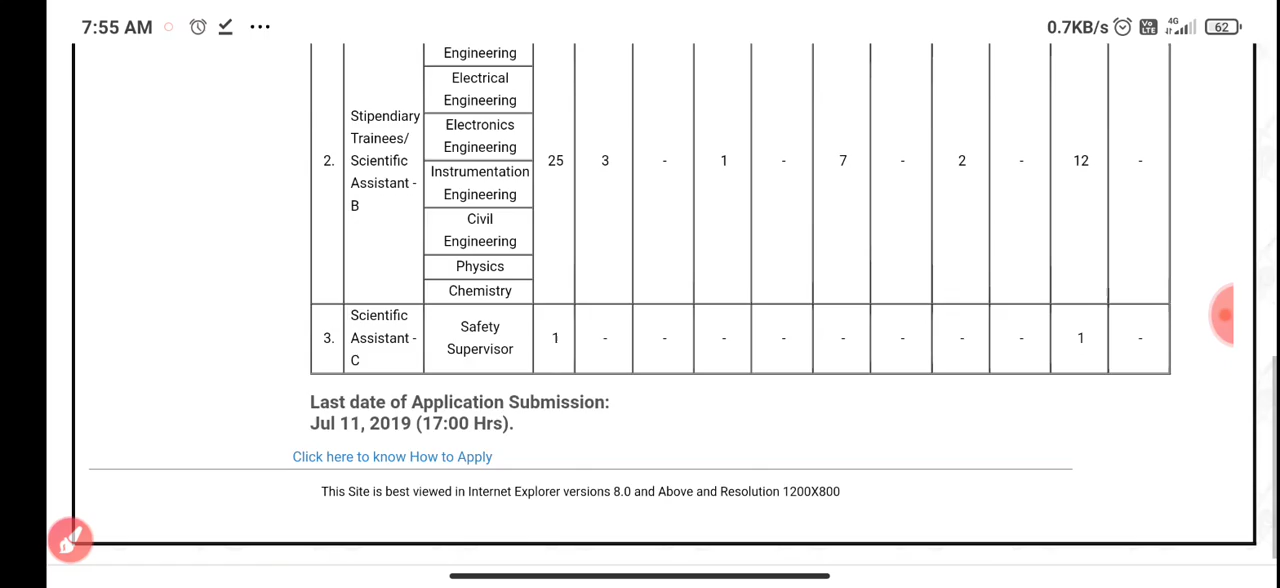 7:55 AM
0.7KB/s Vo LTE 4G 62
Engineering
Electrical
Engineering
Electronics
Engineering
Instrumentation
Engineering
Civil
Engineering
Physics
Chemistry
2.
Stipendiary
Trainees/
Scientific
Assistant -
B
25 3 - 1 - 7 - 2 - 12 -
3.
Scientific
Assistant -
C
Safety
Supervisor
1 - - - - - - - - 1 -
Last date of Application Submission:
Jul 11, 2019 (17:00 Hrs).
Click here to know How to Apply
This Site is best viewed in Internet Explorer versions 8.0 and Above and Resolution 1200X800